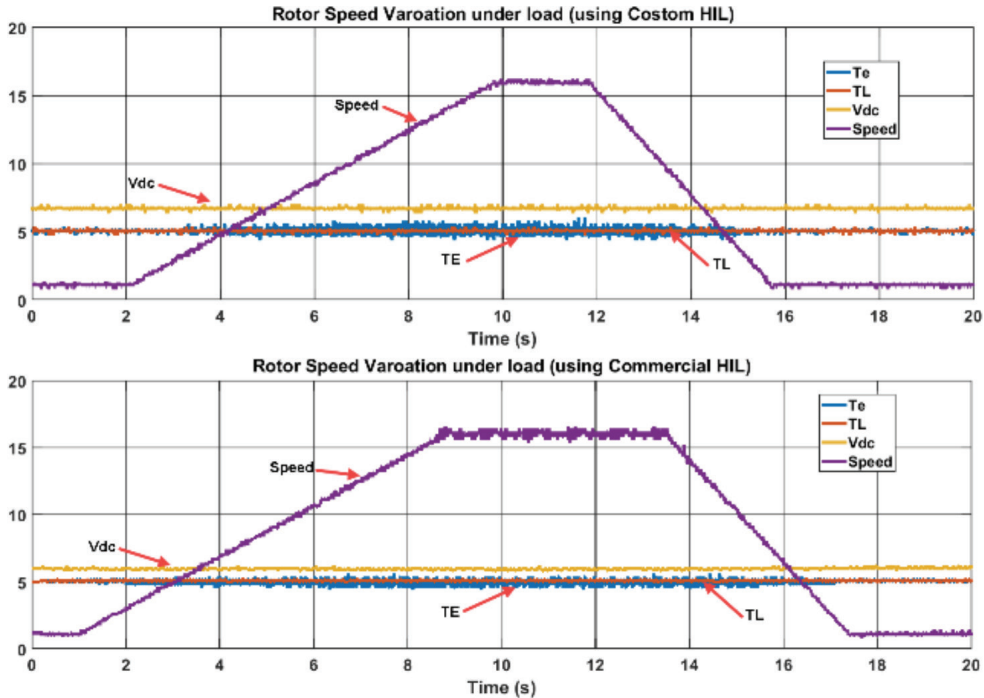 Rotor Speed Varoation under load (using Costom HIL)
20
15
10
5
0
Te
TL
Vdc
Speed
Speed
Vdc
TE
TL
0 2 4 6 8 10 12 14 16 18 20
Time (s)
Rotor Speed Varoation under load (using Commercial HIL)
20
15
10
5
0
Te
TL
Vdc
Speed
Speed
Vdc
TE
TL
0 2 4 6 8 10 12 14 16 18 20
Time (s)